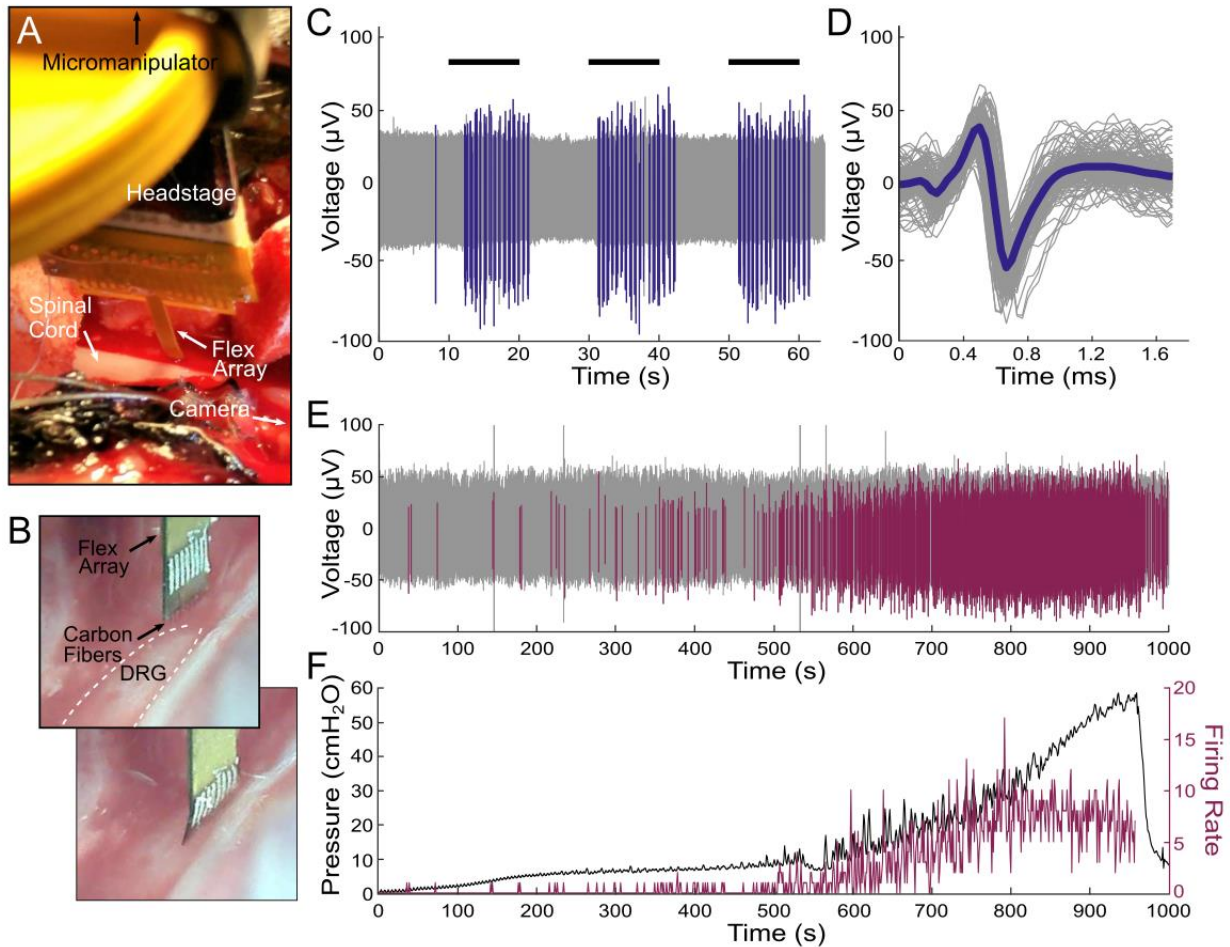 A
Micromanipulator
Headstage
Spinal
Cord
Flex
Array
Camera
B
Flex
Array
Carbon
Fibers
DRG
C
100
50
0
-50
-100
Voltage (µV)
0 20 40 60
Time (s)
D
100
50
0
-50
-100
Voltage (µV)
0 0.4 0.8 1.2 1.6
Time (ms)
E
100
50
0
-50
-100
Voltage (µV)
0 100 200 300 400 500 600 700 800 900 1000
Time (s)
F
60
50
40
30
20
10
0
Pressure (cmH₂O)
20
15
10
5
0
Firing Rate
0 100 200 300 400 500 600 700 800 900 1000
Time (s)